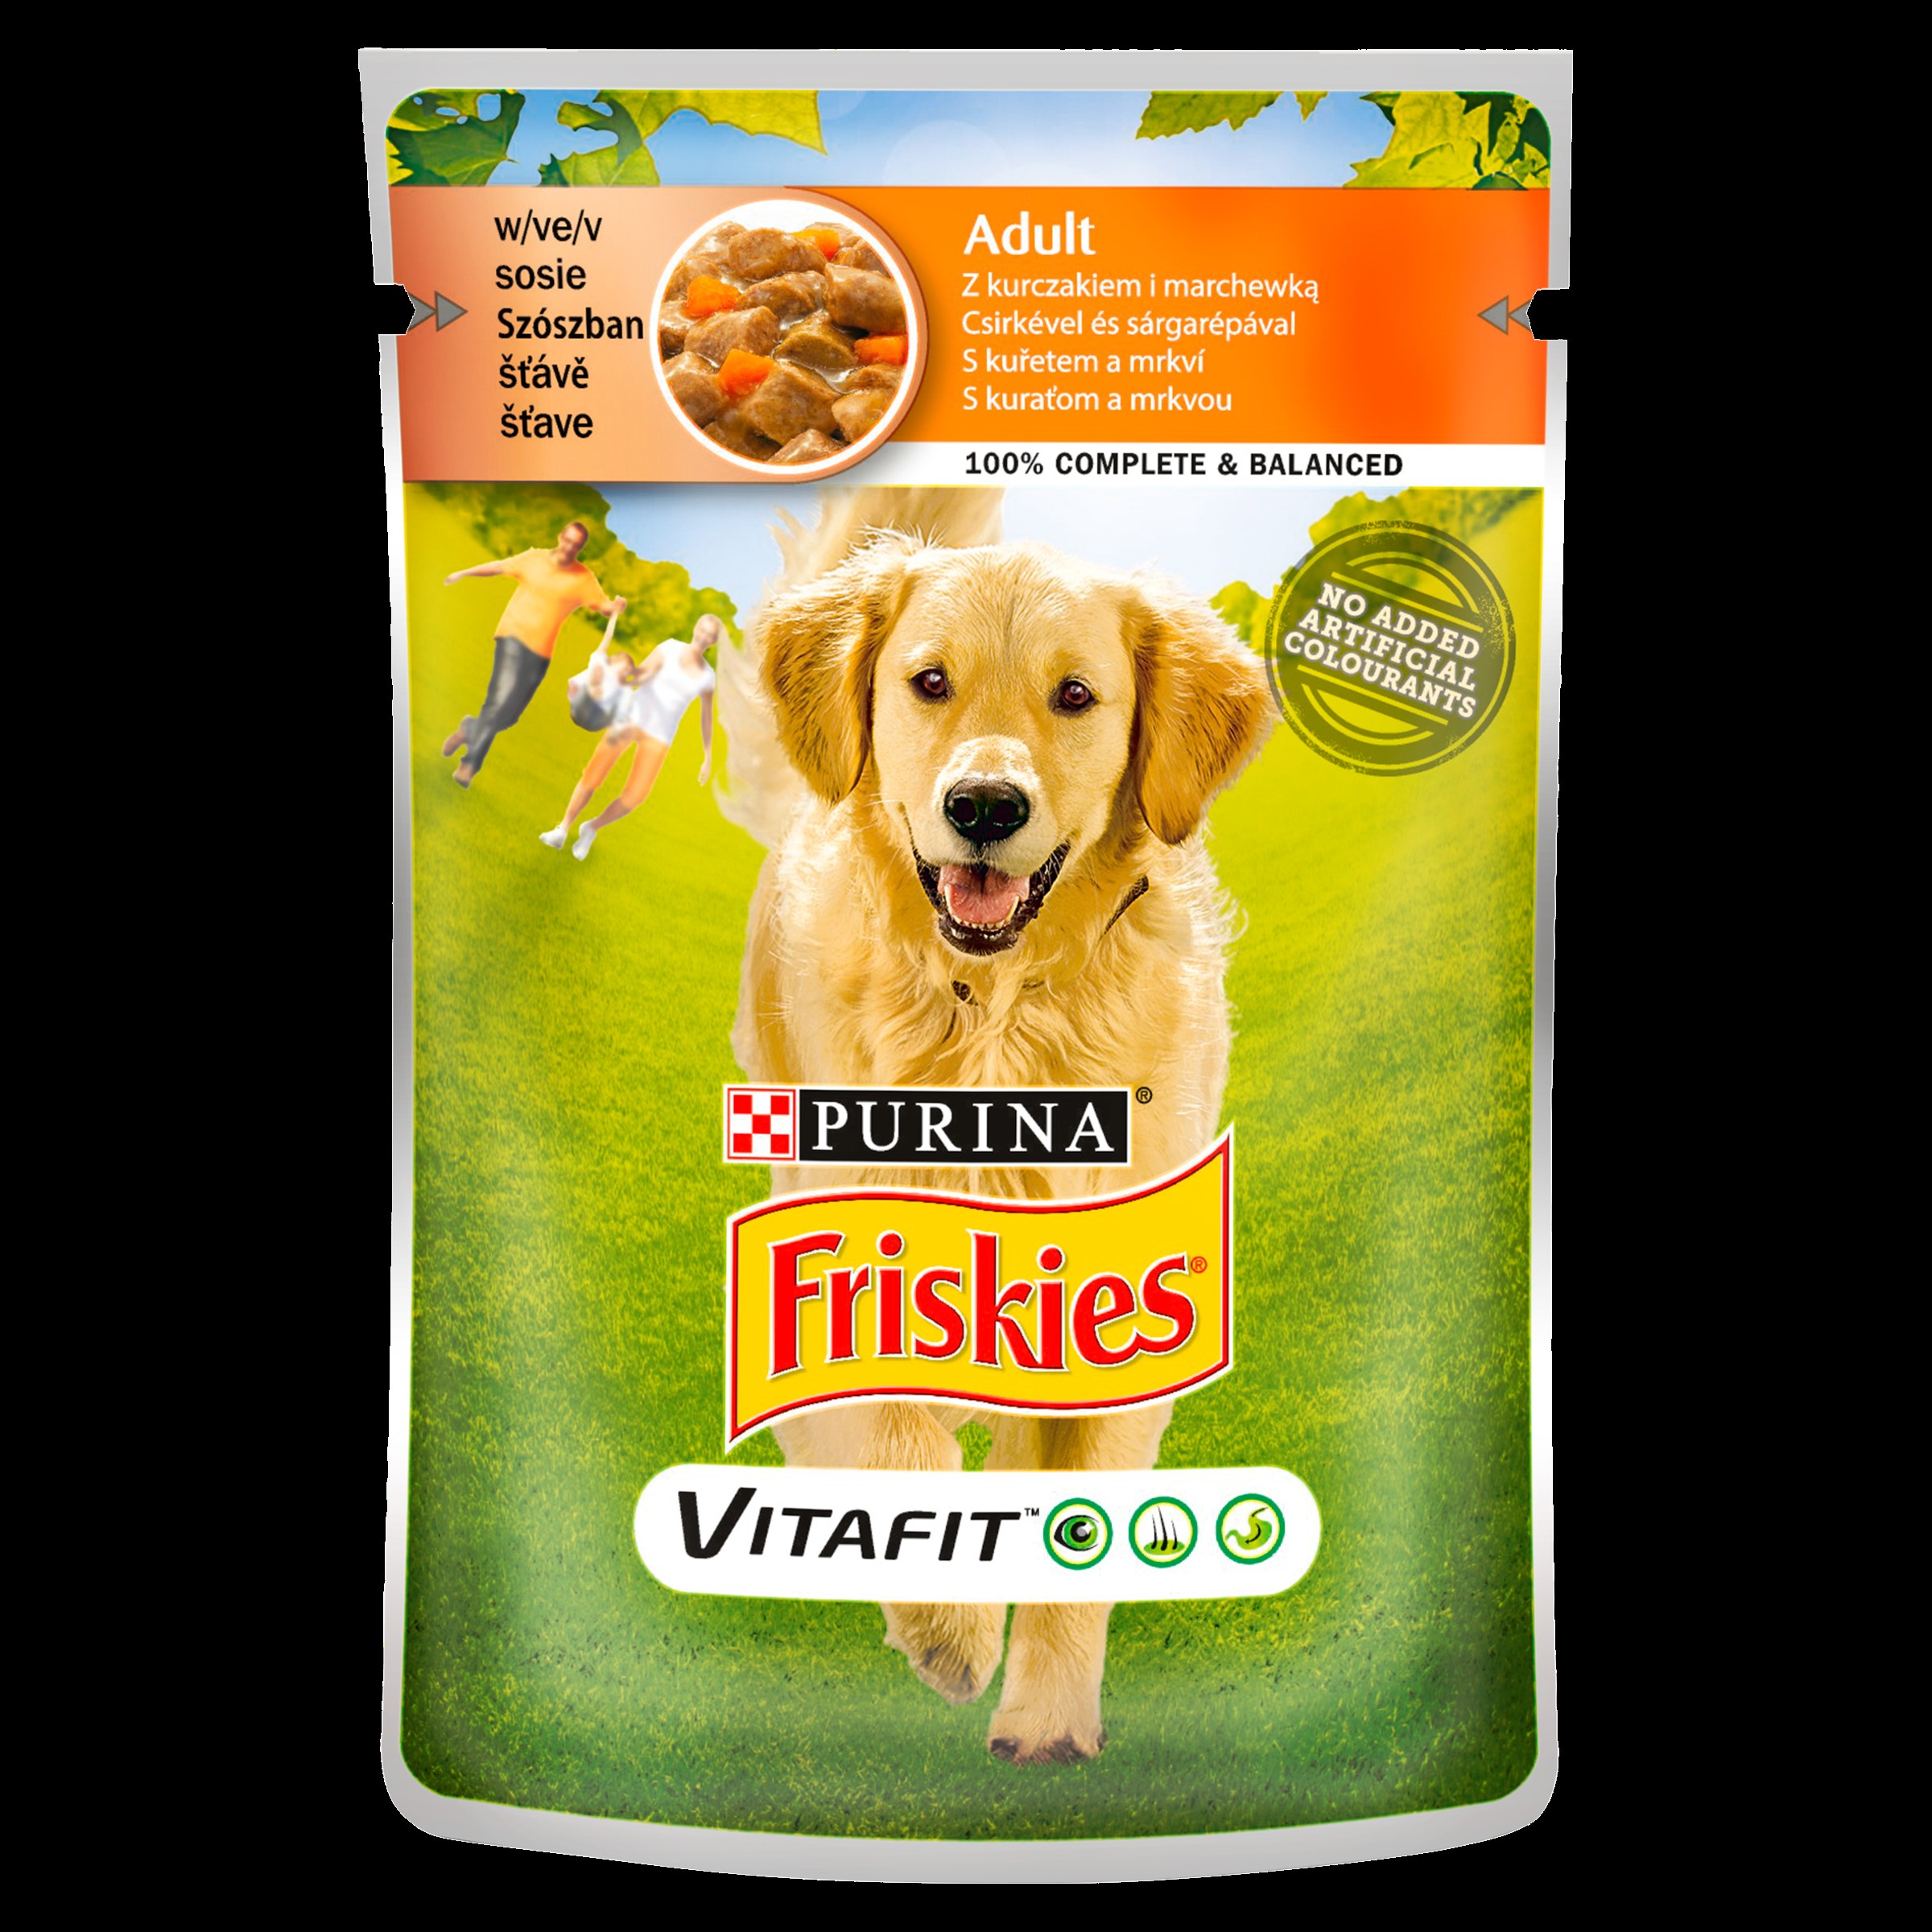 w/ve/v
sosie
Szószban
šťávě
šťave
Adult
Z kurczakiem i marchewką
Csirkével és sárgarépával
S kuřetem a mrkví
S kuraťom a mrkvou
100% COMPLETE & BALANCED
NO ADDED
ARTIFICIAL
COLOURANTS
PURINA®
Friskies®
VITAFIT™